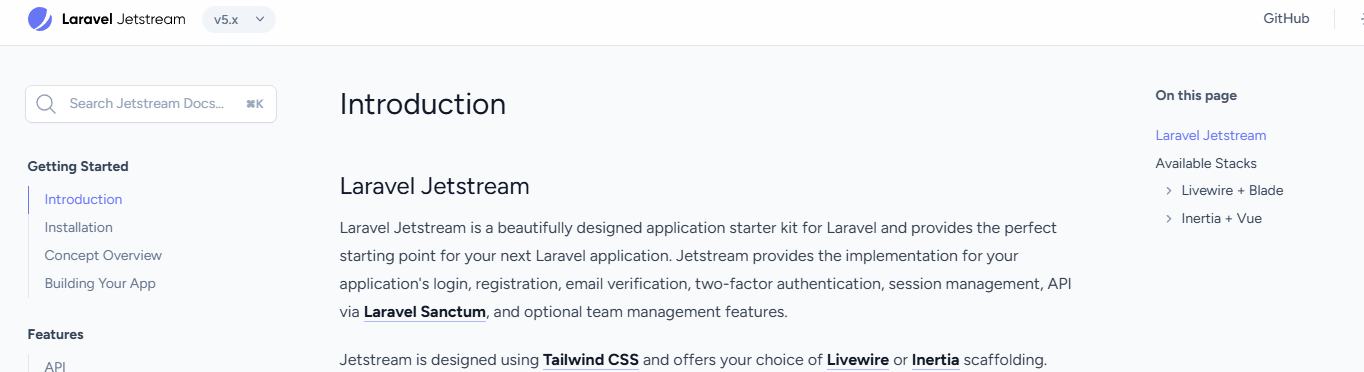 Laravel Jetstream
v5.x
GitHub
Search Jetstream Docs...
⌘K
Getting Started
Introduction
Installation
Concept Overview
Building Your App
Features
API
Introduction
Laravel Jetstream
Laravel Jetstream is a beautifully designed application starter kit for Laravel and provides the perfect
starting point for your next Laravel application. Jetstream provides the implementation for your
application's login, registration, email verification, two-factor authentication, session management, API
via Laravel Sanctum, and optional team management features.
Jetstream is designed using Tailwind CSS and offers your choice of Livewire or Inertia scaffolding.
On this page
Laravel Jetstream
Available Stacks
Livewire + Blade
Inertia + Vue